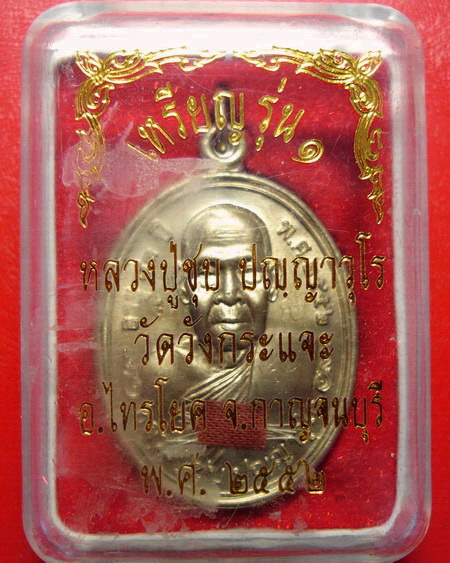 เหรียญ รุ่น ๑
หลวงปู่ชุบ ปญฺญาวุโร
วัดวังกระแจะ
อ.ไทรโยค จ.กาญจนบุรี
พ.ศ. ๒๕๕๒